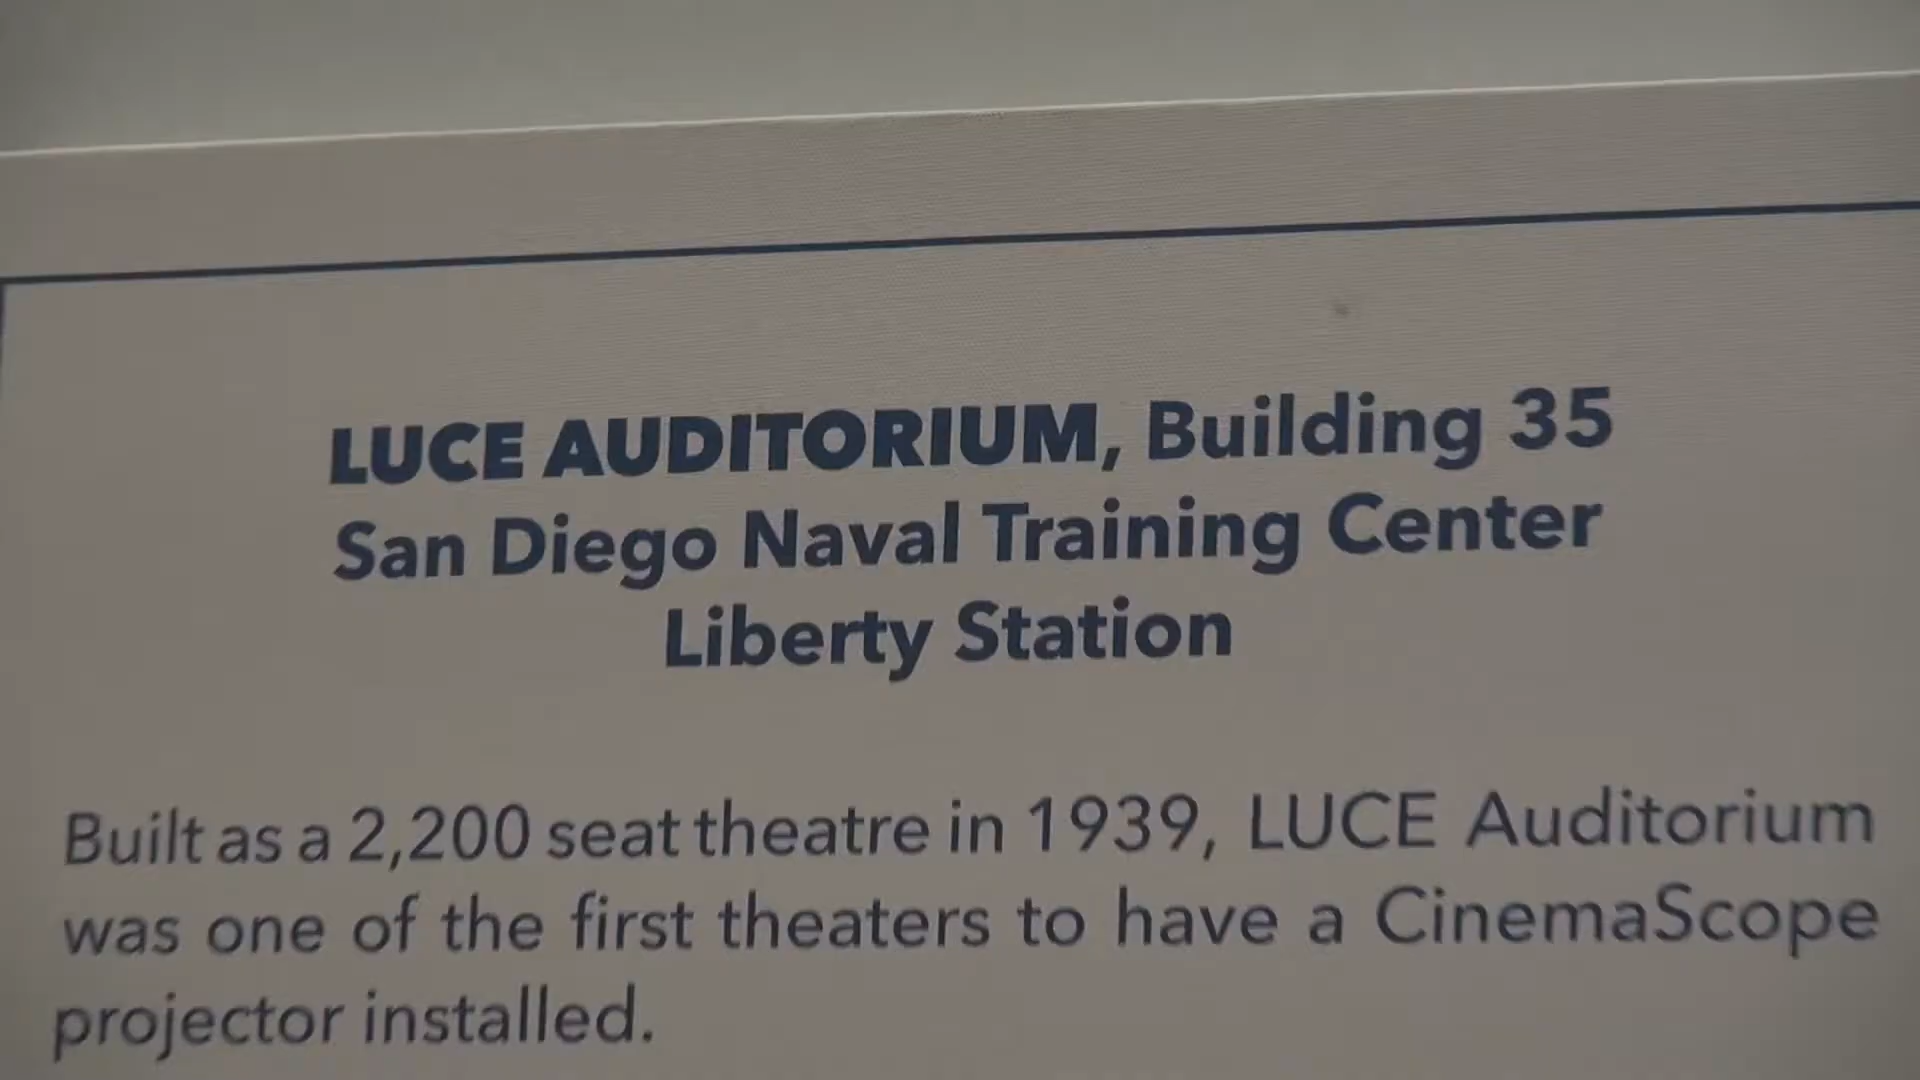 LUCE AUDITORIUM, Building 35
San Diego Naval Training Center
Liberty Station
Built as a 2,200 seat theatre in 1939, LUCE Auditorium
was one of the first theaters to have a CinemaScope
projector installed.